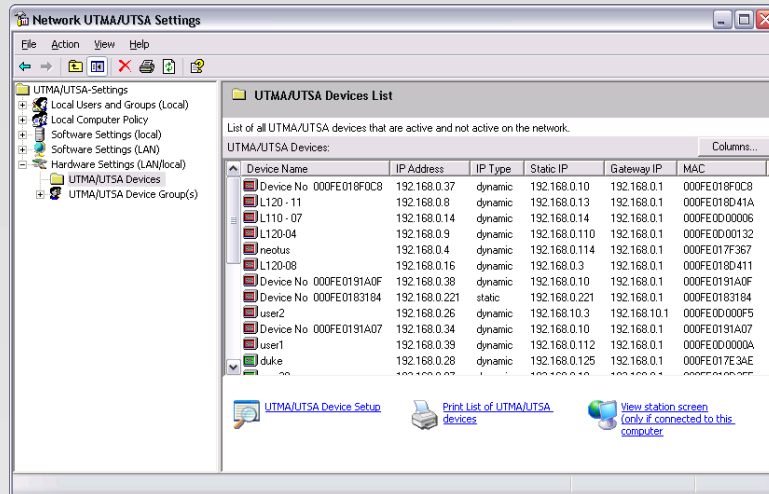 Network UTMA/UTSA Settings
File Action View Help
UTMA/UTSA-Settings
Local Users and Groups (Local)
Local Computer Policy
Software Settings (local)
Software Settings (LAN)
Hardware Settings (LAN/local)
UTMA/UTSA Devices
UTMA/UTSA Device Group(s)
UTMA/UTSA Devices List
List of all UTMA/UTSA devices that are active and not active on the network.
UTMA/UTSA Devices: Columns...
Device Name IP Address IP Type Static IP Gateway IP MAC
Device No 000FE018F0C8 192.168.0.37 dynamic 192.168.0.10 192.168.0.1 000FE018F0C8
L120 - 11 192.168.0.8 dynamic 192.168.0.13 192.168.0.1 000FE018D41A
L110 - 07 192.168.0.14 dynamic 192.168.0.14 192.168.0.1 000FE0D00006
L120-04 192.168.0.9 dynamic 192.168.0.110 192.168.0.1 000FE0D00132
neotus 192.168.0.4 dynamic 192.168.0.114 192.168.0.1 000FE017F367
L120-08 192.168.0.16 dynamic 192.168.0.3 192.168.0.1 000FE018D411
Device No 000FE0191A0F 192.168.0.38 dynamic 192.168.0.10 192.168.0.1 000FE0191A0F
Device No 000FE0183184 192.168.0.221 static 192.168.0.221 192.168.0.1 000FE0183184
user2 192.168.0.26 dynamic 192.168.10.3 192.168.10.1 000FE0D000F5
Device No 000FE0191A07 192.168.0.34 dynamic 192.168.0.10 192.168.0.1 000FE0191A07
user1 192.168.0.39 dynamic 192.168.0.112 192.168.0.1 000FE0D0000A
duke 192.168.0.28 dynamic 192.168.0.125 192.168.0.1 000FE017E3AE
UTMA/UTSA Device Setup
Print List of UTMA/UTSA
devices
View station screen
(only if connected to this
computer